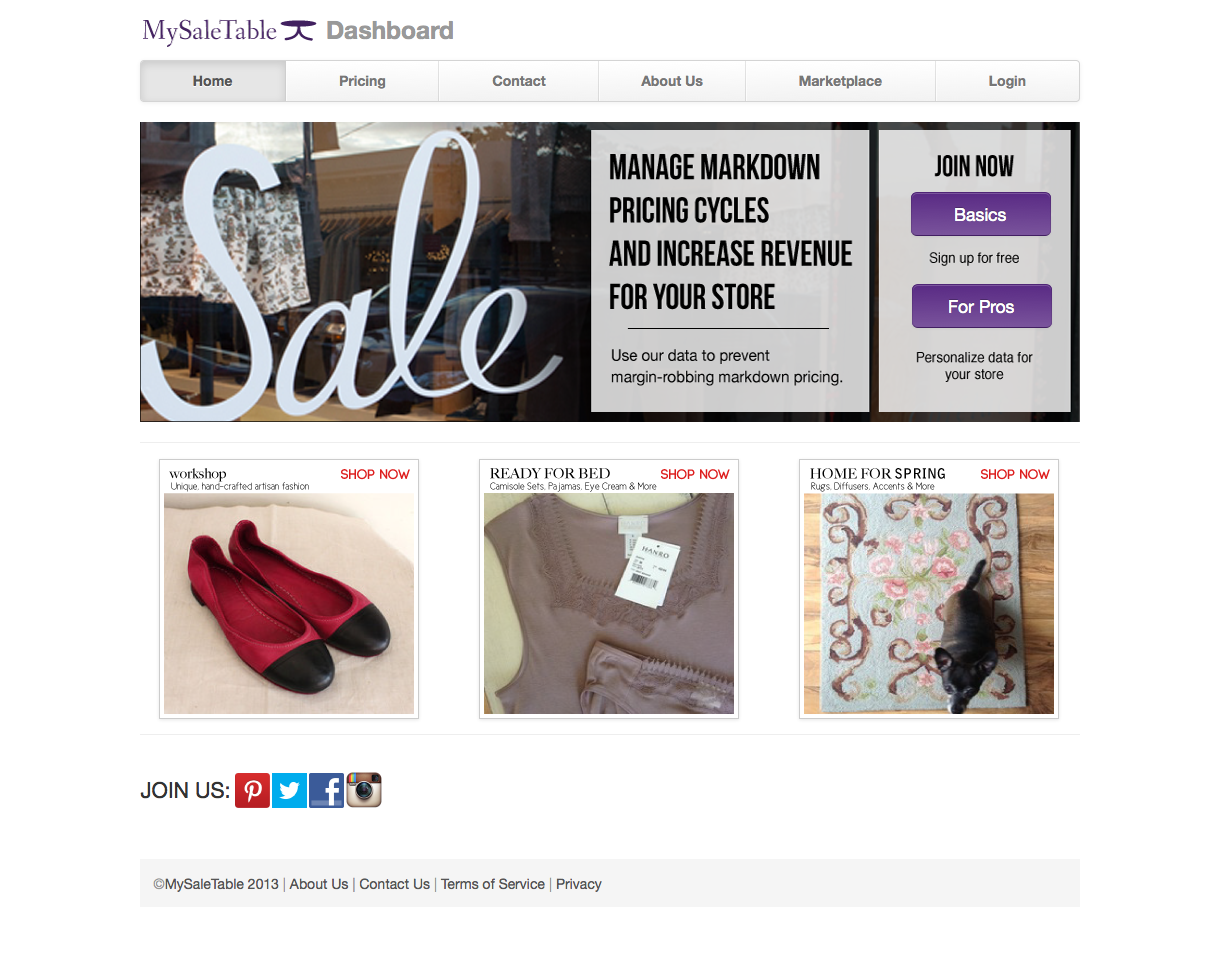 MySaleTable Dashboard
Home Pricing Contact About Us Marketplace Login
Sale
MANAGE MARKDOWN
PRICING CYCLES
AND INCREASE REVENUE
FOR YOUR STORE
Use our data to prevent
margin-robbing markdown pricing.
JOIN NOW
Basics
Sign up for free
For Pros
Personalize data for
your store
workshop SHOP NOW
Unique, hand-crafted artisan fashion
READY FOR BED SHOP NOW
Camisole Sets, Pajamas, Eye Cream & More
HANRO
HOME FOR SPRING SHOP NOW
Rugs, Diffusers, Accents & More
JOIN US:
©MySaleTable 2013 | About Us | Contact Us | Terms of Service | Privacy